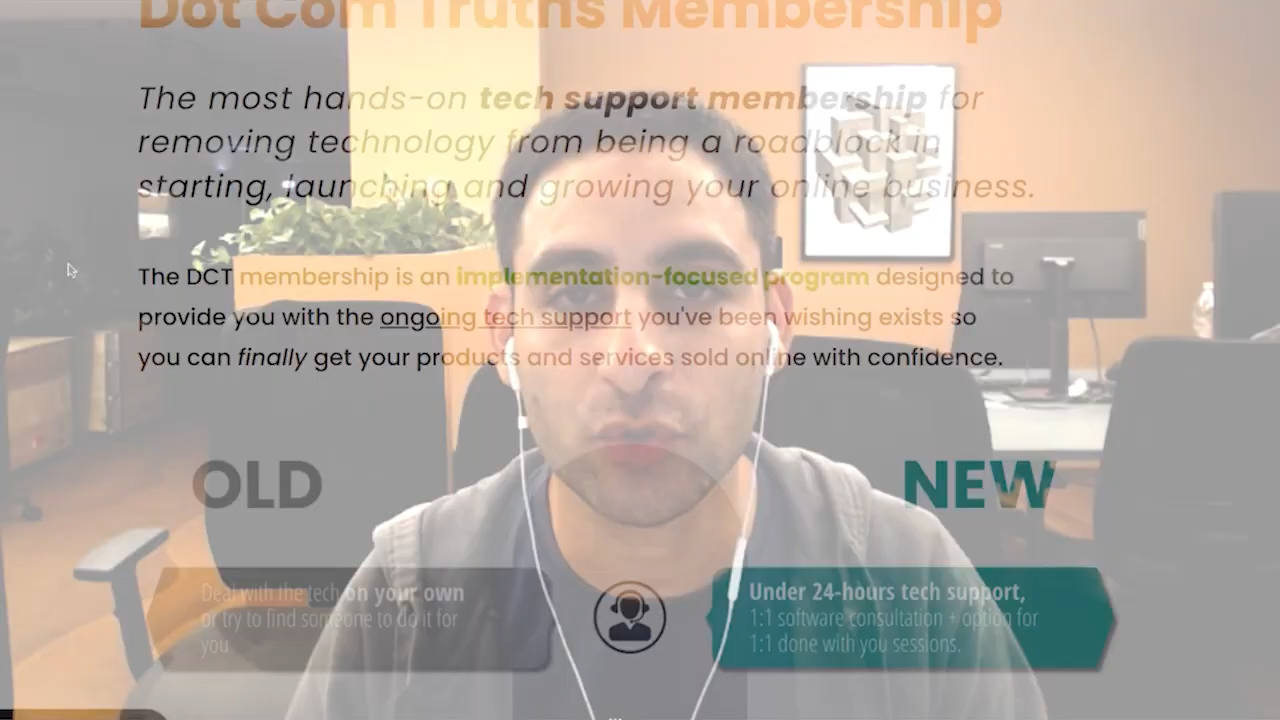 Dot Com Truths Membership
The most hands-on tech support membership for
removing technology from being a roadblock in
starting, launching and growing your online business.
The DCT membership is an implementation-focused program designed to
provide you with the ongoing tech support you've been wishing exists so
you can finally get your products and services sold online with confidence.
OLD
NEW
Deal with the tech on your own
or try to find someone to do it for
you
Under 24-hours tech support,
1:1 software consultation + option for
1:1 done with you sessions.